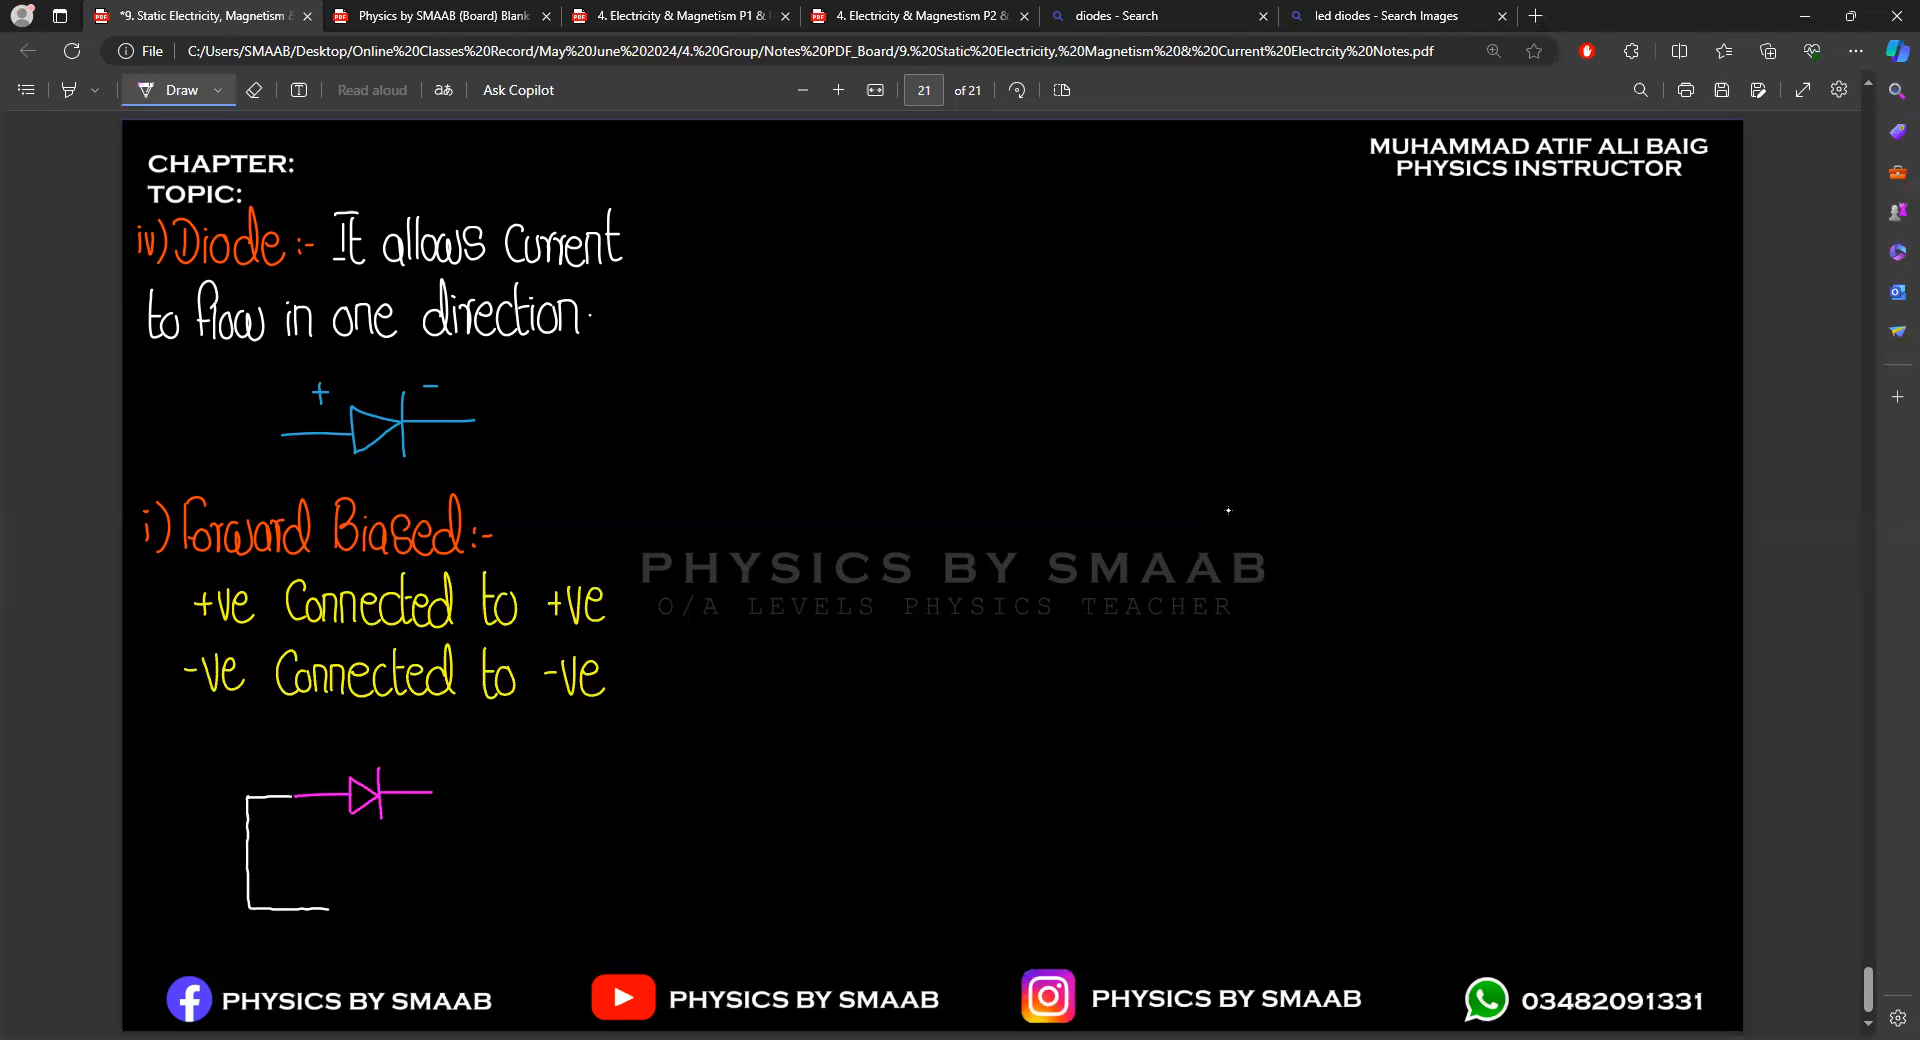 *9. Static Electricity, Magnetism &
Physics by SMAAB (Board) Blank
4. Electricity & Magnetism P1 &
4. Electricity & Magnestism P2 &
diodes - Search
led diodes - Search Images
File
C:/Users/SMAAB/Desktop/Online%20Classes%20Record/May%20June%202024/4.%20Group/Notes%20PDF_Board/9.%20Static%20Electricity,%20Magnetism%20&%20Current%20Electrcity%20Notes.pdf
Draw
Read aloud
aあ
Ask Copilot
21
of 21
CHAPTER:
TOPIC:
MUHAMMAD ATIF ALI BAIG
PHYSICS INSTRUCTOR
iv) Diode:- It allows current
to flow in one direction.
+ -
i) Forward Biased:-
+ve Connected to +ve
-ve Connected to -ve
PHYSICS BY SMAAB
O/A LEVELS PHYSICS TEACHER
PHYSICS BY SMAAB
PHYSICS BY SMAAB
PHYSICS BY SMAAB
03482091331